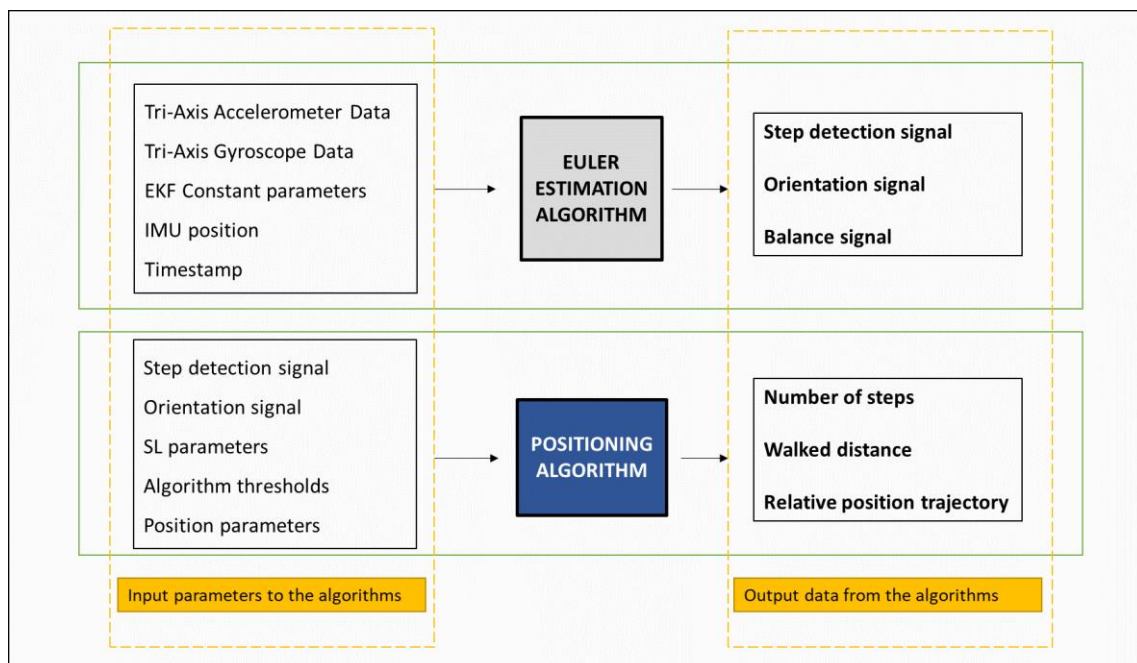 Tri-Axis Accelerometer Data
Tri-Axis Gyroscope Data
EKF Constant parameters
IMU position
Timestamp
EULER
ESTIMATION
ALGORITHM
Step detection signal
Orientation signal
Balance signal
Step detection signal
Orientation signal
SL parameters
Algorithm thresholds
Position parameters
POSITIONING
ALGORITHM
Number of steps
Walked distance
Relative position trajectory
Input parameters to the algorithms
Output data from the algorithms